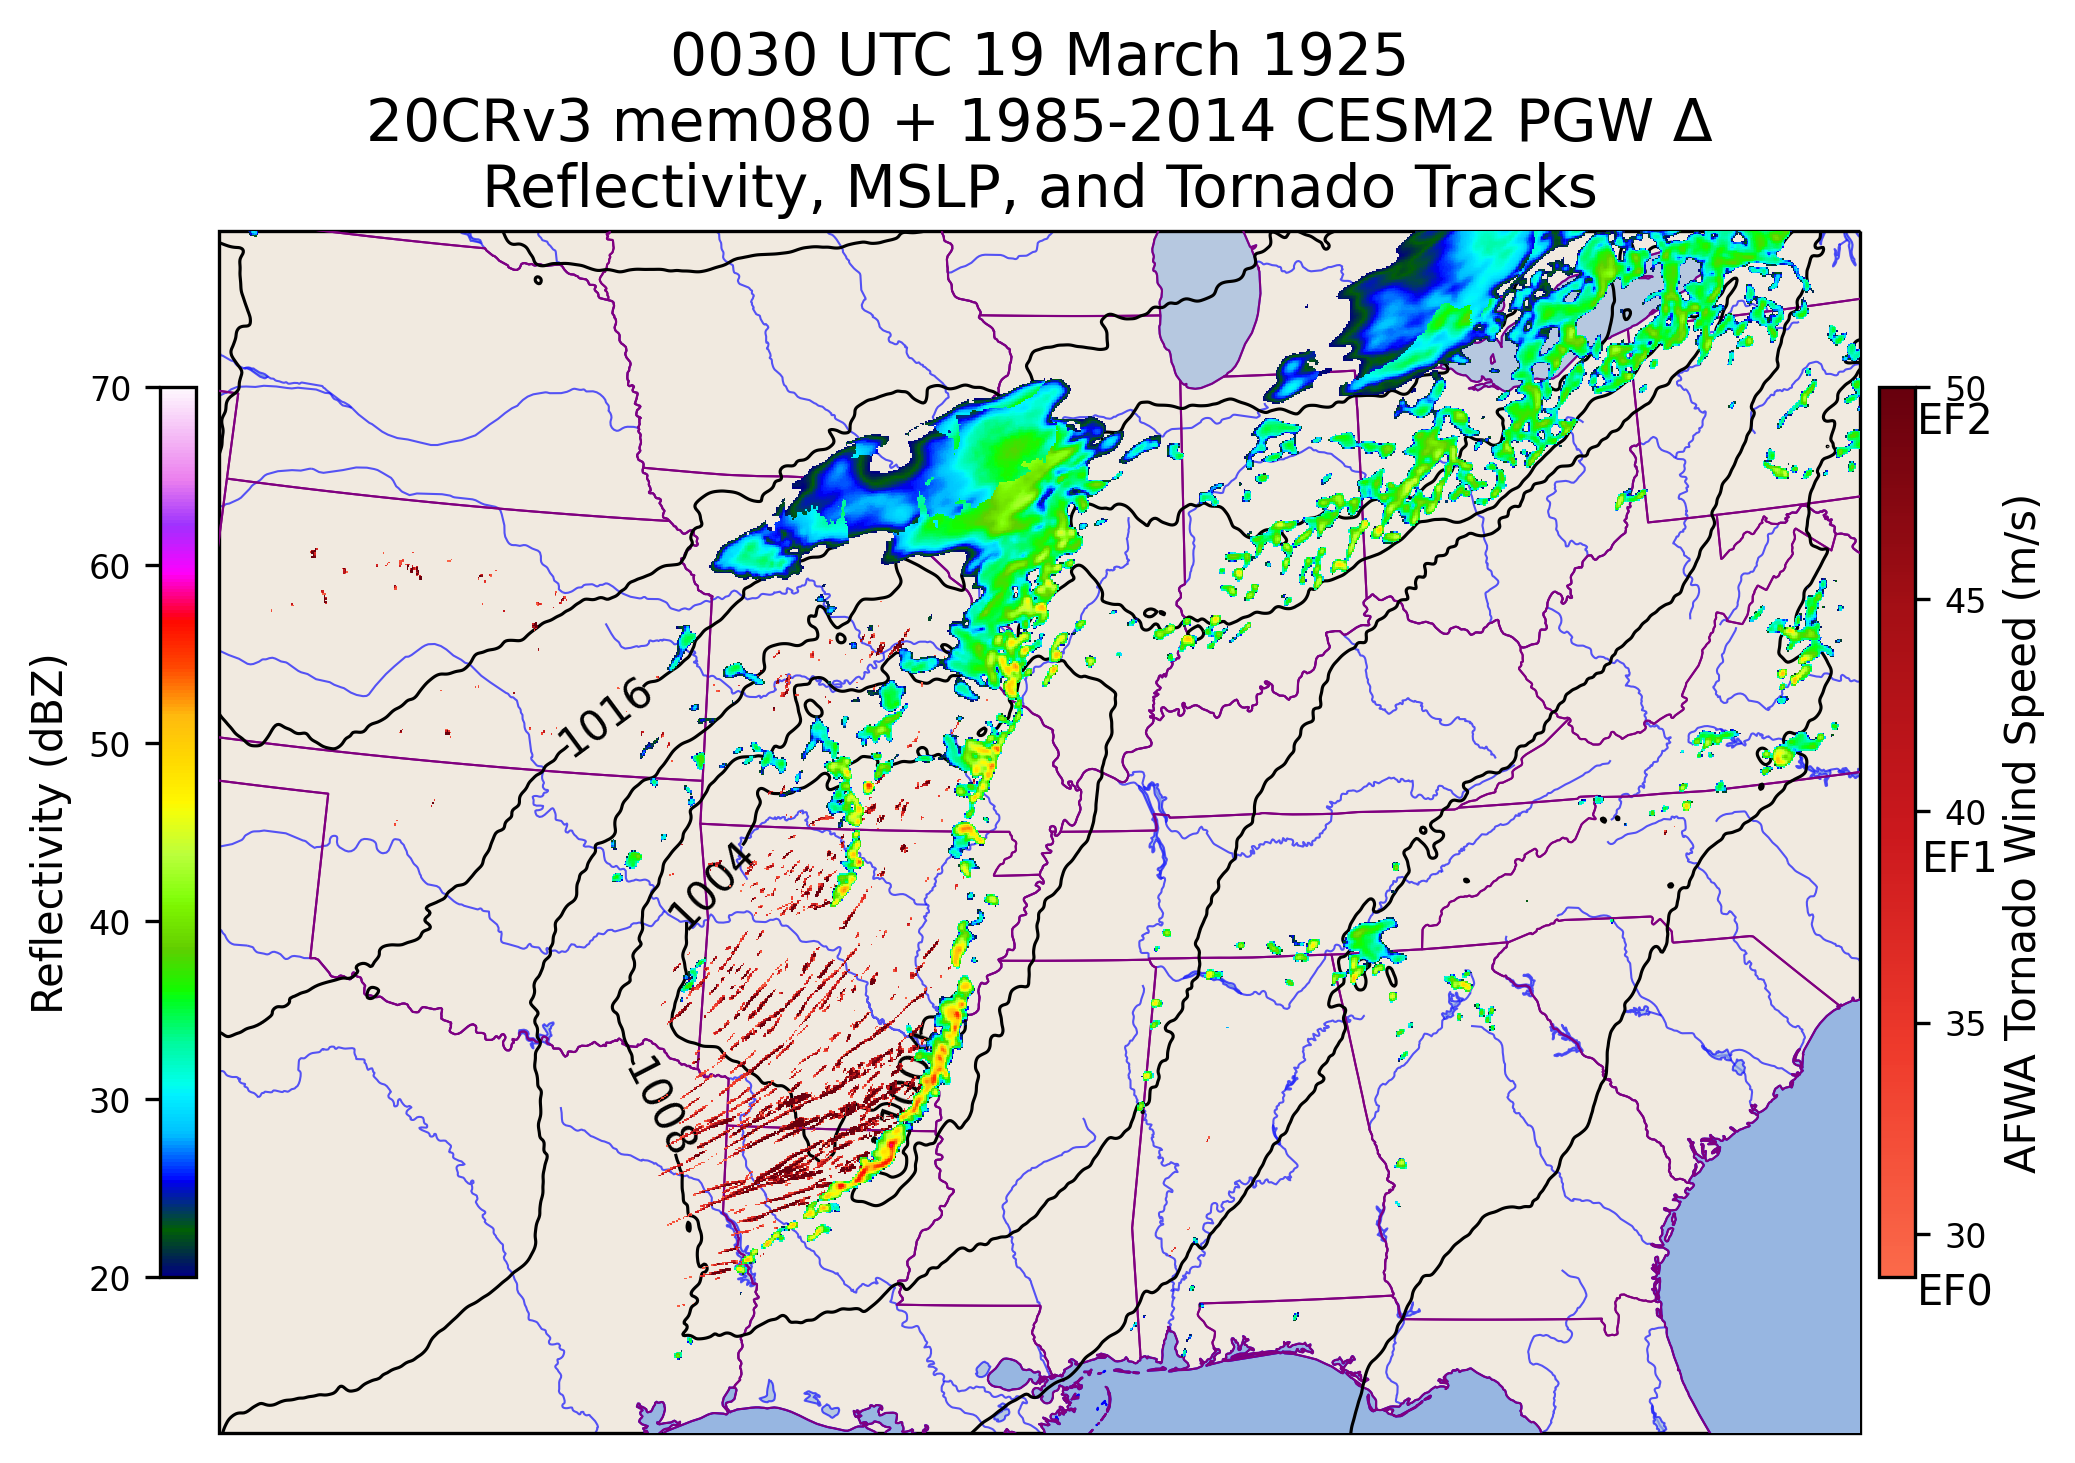 0030 UTC 19 March 1925
20CRv3 mem080 + 1985-2014 CESM2 PGW Δ
Reflectivity, MSLP, and Tornado Tracks
Reflectivity (dBZ)
70
60
50
40
30
20
1016
1004
1008
50
EF2
45
40
EF1
35
30
EF0
AFWA Tornado Wind Speed (m/s)